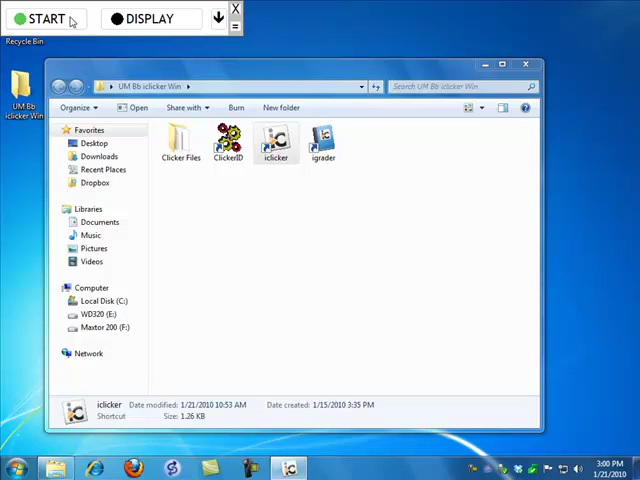 START
DISPLAY
X
=
Recycle Bin
UM Bb
iclicker Win
UM Bb iclicker Win
Search UM Bb iclicker Win
Organize
Open
Share with
Burn
New folder
Favorites
Desktop
Downloads
Recent Places
Dropbox
Libraries
Documents
Music
Pictures
Videos
Computer
Local Disk (C:)
WD320 (E:)
Maxtor 200 (F:)
Network
Clicker Files
ClickerID
iclicker
igrader
iclicker Date modified: 1/21/2010 10:53 AM Date created: 1/15/2010 3:35 PM
Shortcut Size: 1.26 KB
3:00 PM
1/21/2010